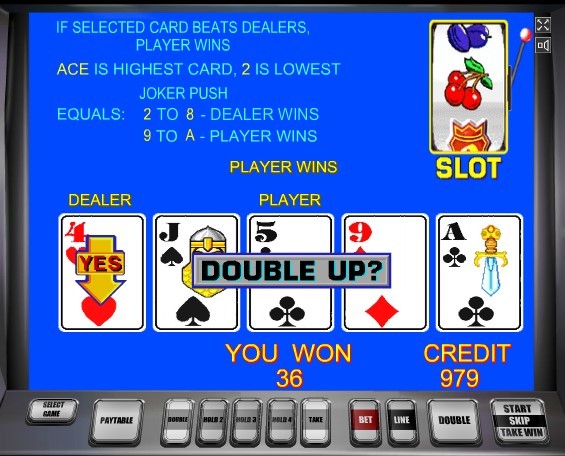 IF SELECTED CARD BEATS DEALERS,
PLAYER WINS
ACE IS HIGHEST CARD, 2 IS LOWEST
JOKER PUSH
EQUALS: 2 TO 8 - DEALER WINS
9 TO A - PLAYER WINS
PLAYER WINS
SLOT
DEALER PLAYER
4 J 5 9 A
YES
DOUBLE UP?
YOU WON CREDIT
36 979
SELECT
GAME
PAYTABLE
DOUBLE HOLD 2 HOLD 3 HOLD 4 TAKE
BET LINE
DOUBLE
START
SKIP
TAKE WIN